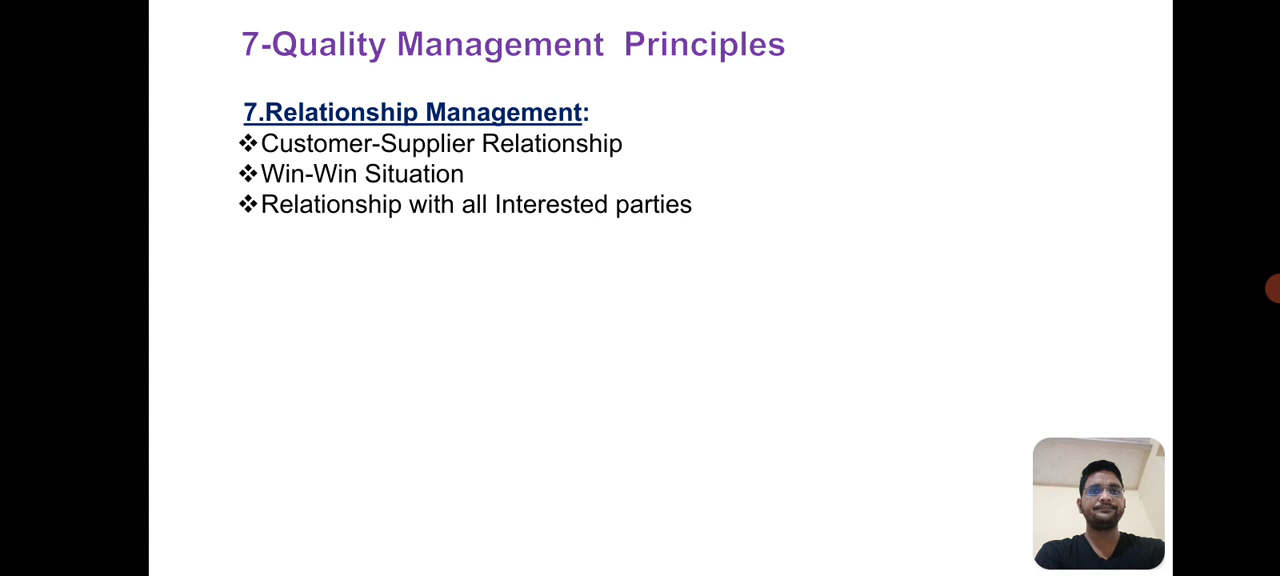 7-Quality Management  Principles
7.Relationship Management:
❖Customer-Supplier Relationship
❖Win-Win Situation
❖Relationship with all Interested parties